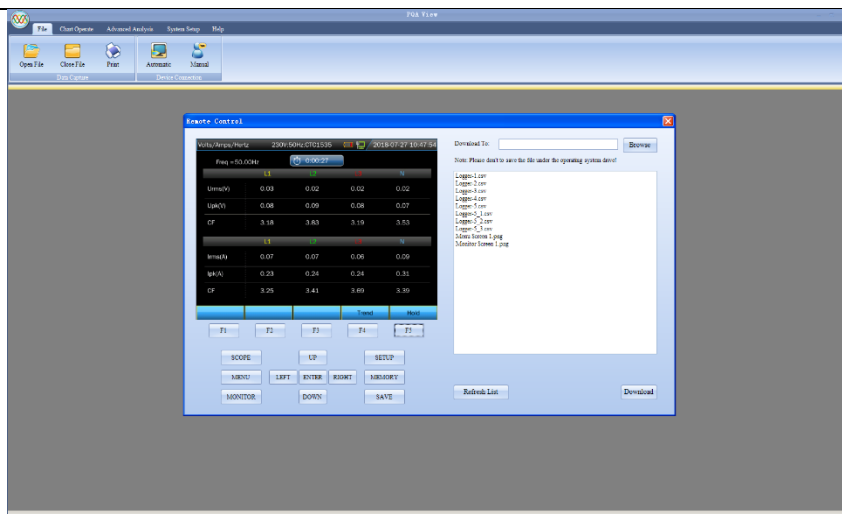 PQA View
File Chart Operate Advanced Analysis System Setup Help
Open File Close File Print Automatic Manual
Data Capture Device Connection
Remote Control
Volts/Amps/Hertz 230V:50Hz:CTC1535 2018-07-27 10:47:54
Freq =50.00Hz 0:00:27
L1 L2 L3 N
Urms(V) 0.03 0.02 0.02 0.02
Upk(V) 0.08 0.09 0.08 0.07
CF 3.18 3.83 3.19 3.53
L1 L2 L3 N
Irms(A) 0.07 0.07 0.06 0.09
Ipk(A) 0.23 0.24 0.24 0.31
CF 3.25 3.41 3.69 3.39
Trend Hold
F1 F2 F3 F4 F5
SCOPE UP SETUP
MENU LEFT ENTER RIGHT MEMORY
MONITOR DOWN SAVE
Download To: Browse
Note: Please don't to save the file under the operating system drive!
Logger-1.csv
Logger-2.csv
Logger-3.csv
Logger-4.csv
Logger-5.csv
Logger-5_1.csv
Logger-5_2.csv
Logger-5_3.csv
Menu Screen 1.png
Monitor Screen 1.png
Refresh List Download